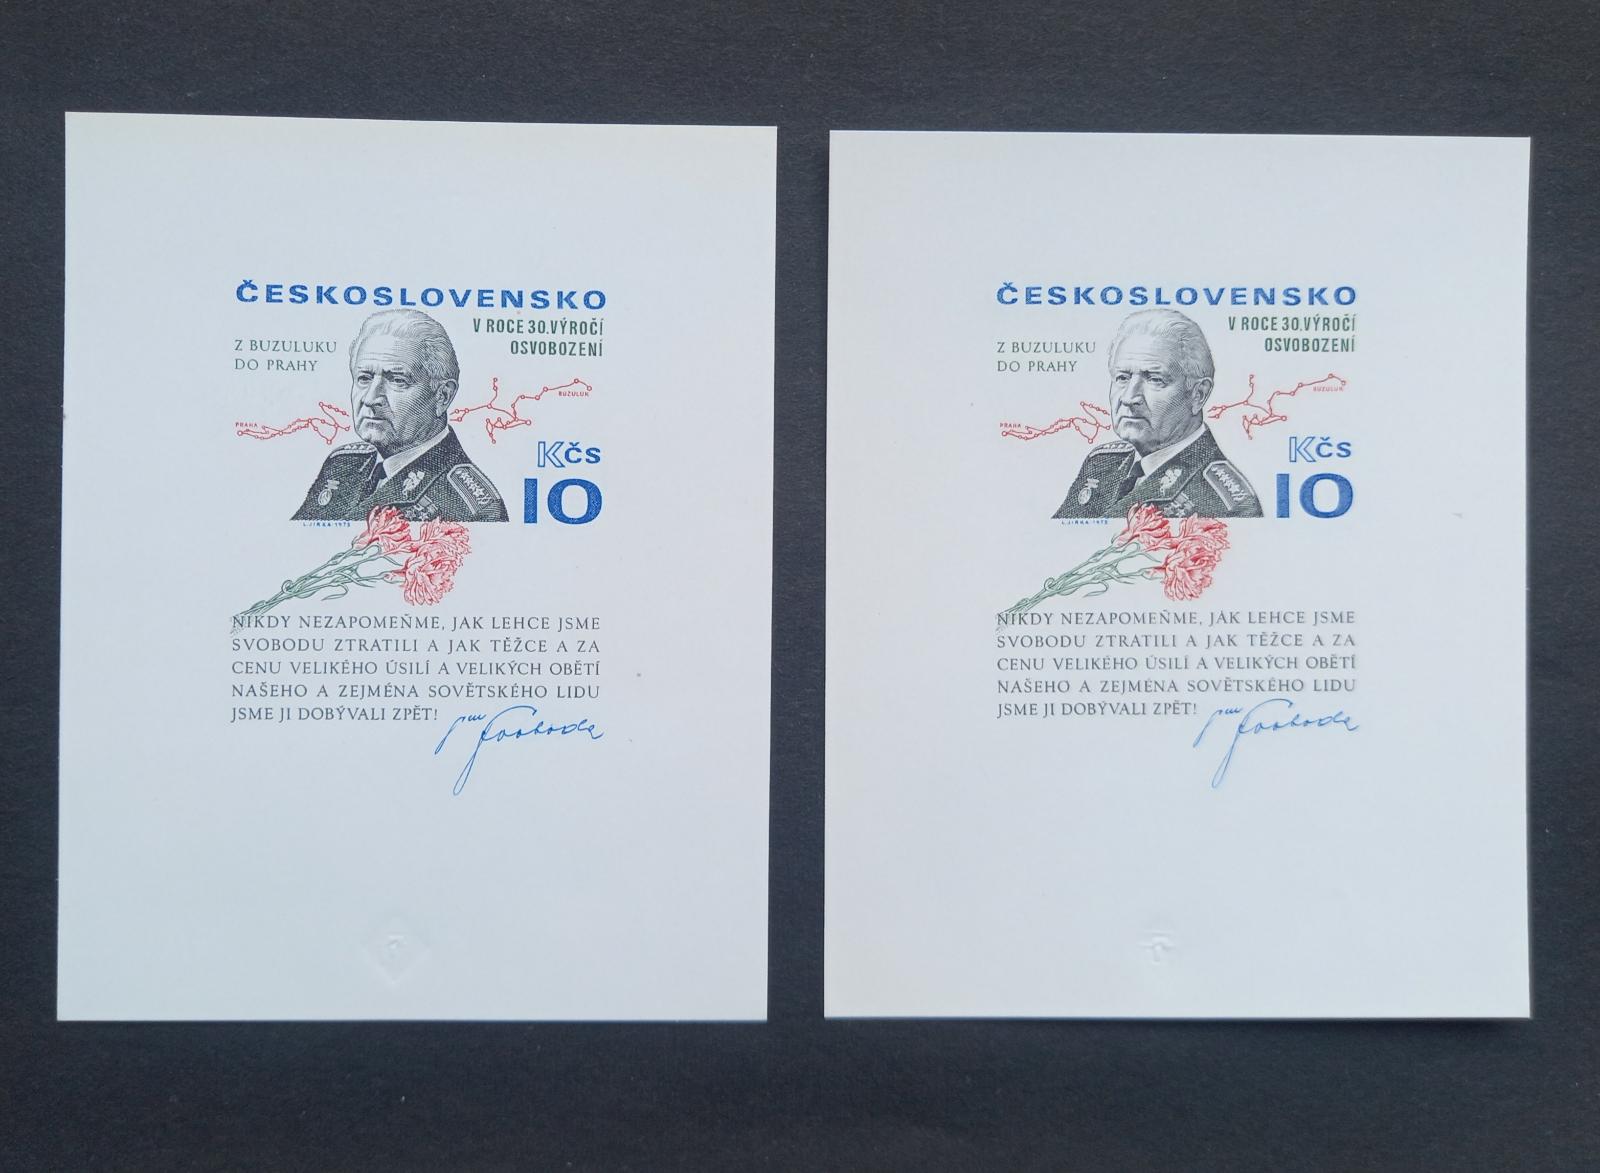 ČESKOSLOVENSKO
V ROCE 30. VÝROČÍ
OSVOBOZENÍ
Z BUZULUKU
DO PRAHY
BUZULUK
PRAHA
Kčs
10
L. JIRKA 1975
NIKDY NEZAPOMEŇME, JAK LEHCE JSME
SVOBODU ZTRATILI A JAK TĚŽCE A ZA
CENU VELIKÉHO ÚSILÍ A VELIKÝCH OBĚTÍ
NAŠEHO A ZEJMÉNA SOVĚTSKÉHO LIDU
JSME JI DOBÝVALI ZPĚT!
Svoboda
ČESKOSLOVENSKO
V ROCE 30. VÝROČÍ
OSVOBOZENÍ
Z BUZULUKU
DO PRAHY
BUZULUK
PRAHA
Kčs
10
L. JIRKA 1975
NIKDY NEZAPOMEŇME, JAK LEHCE JSME
SVOBODU ZTRATILI A JAK TĚŽCE A ZA
CENU VELIKÉHO ÚSILÍ A VELIKÝCH OBĚTÍ
NAŠEHO A ZEJMÉNA SOVĚTSKÉHO LIDU
JSME JI DOBÝVALI ZPĚT!
Svoboda